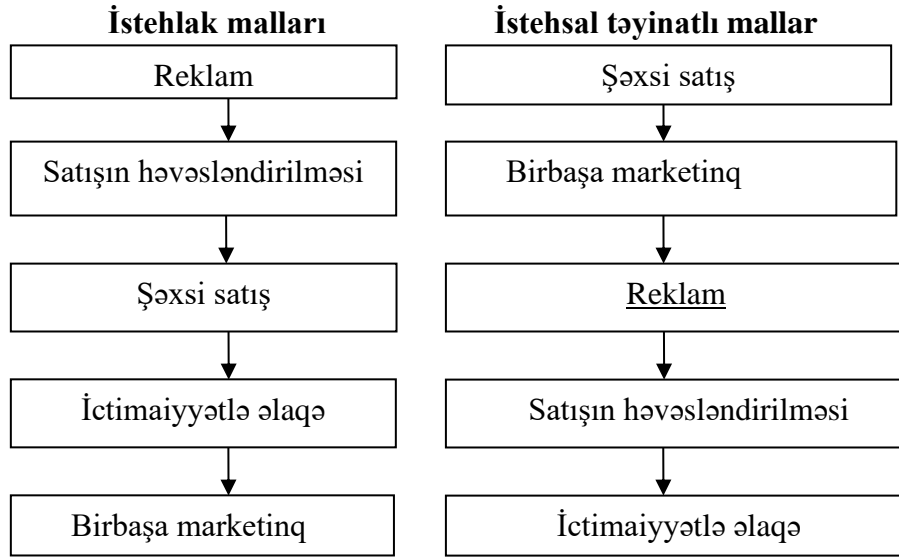 İstehlak malları
Reklam
Satışın həvəsləndirilməsi
Şəxsi satış
İctimaiyyətlə əlaqə
Birbaşa marketinq
İstehsal təyinatlı mallar
Şəxsi satış
Birbaşa marketinq
Reklam
Satışın həvəsləndirilməsi
İctimaiyyətlə əlaqə